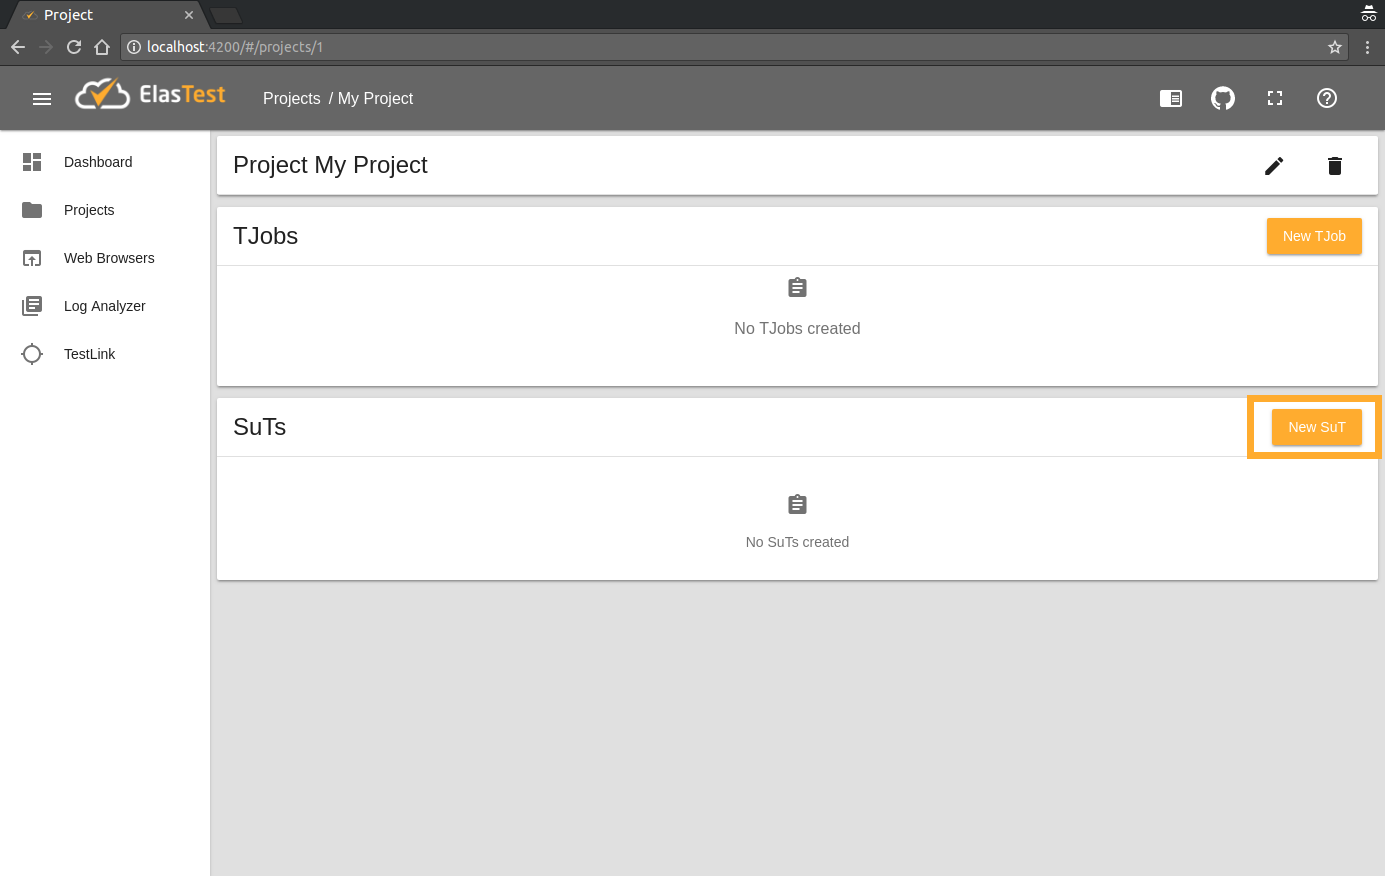 Project
localhost:4200/#/projects/1
ElasTest
Projects / My Project
Dashboard
Projects
Web Browsers
Log Analyzer
TestLink
Project My Project
TJobs
New TJob
No TJobs created
SuTs
New SuT
No SuTs created